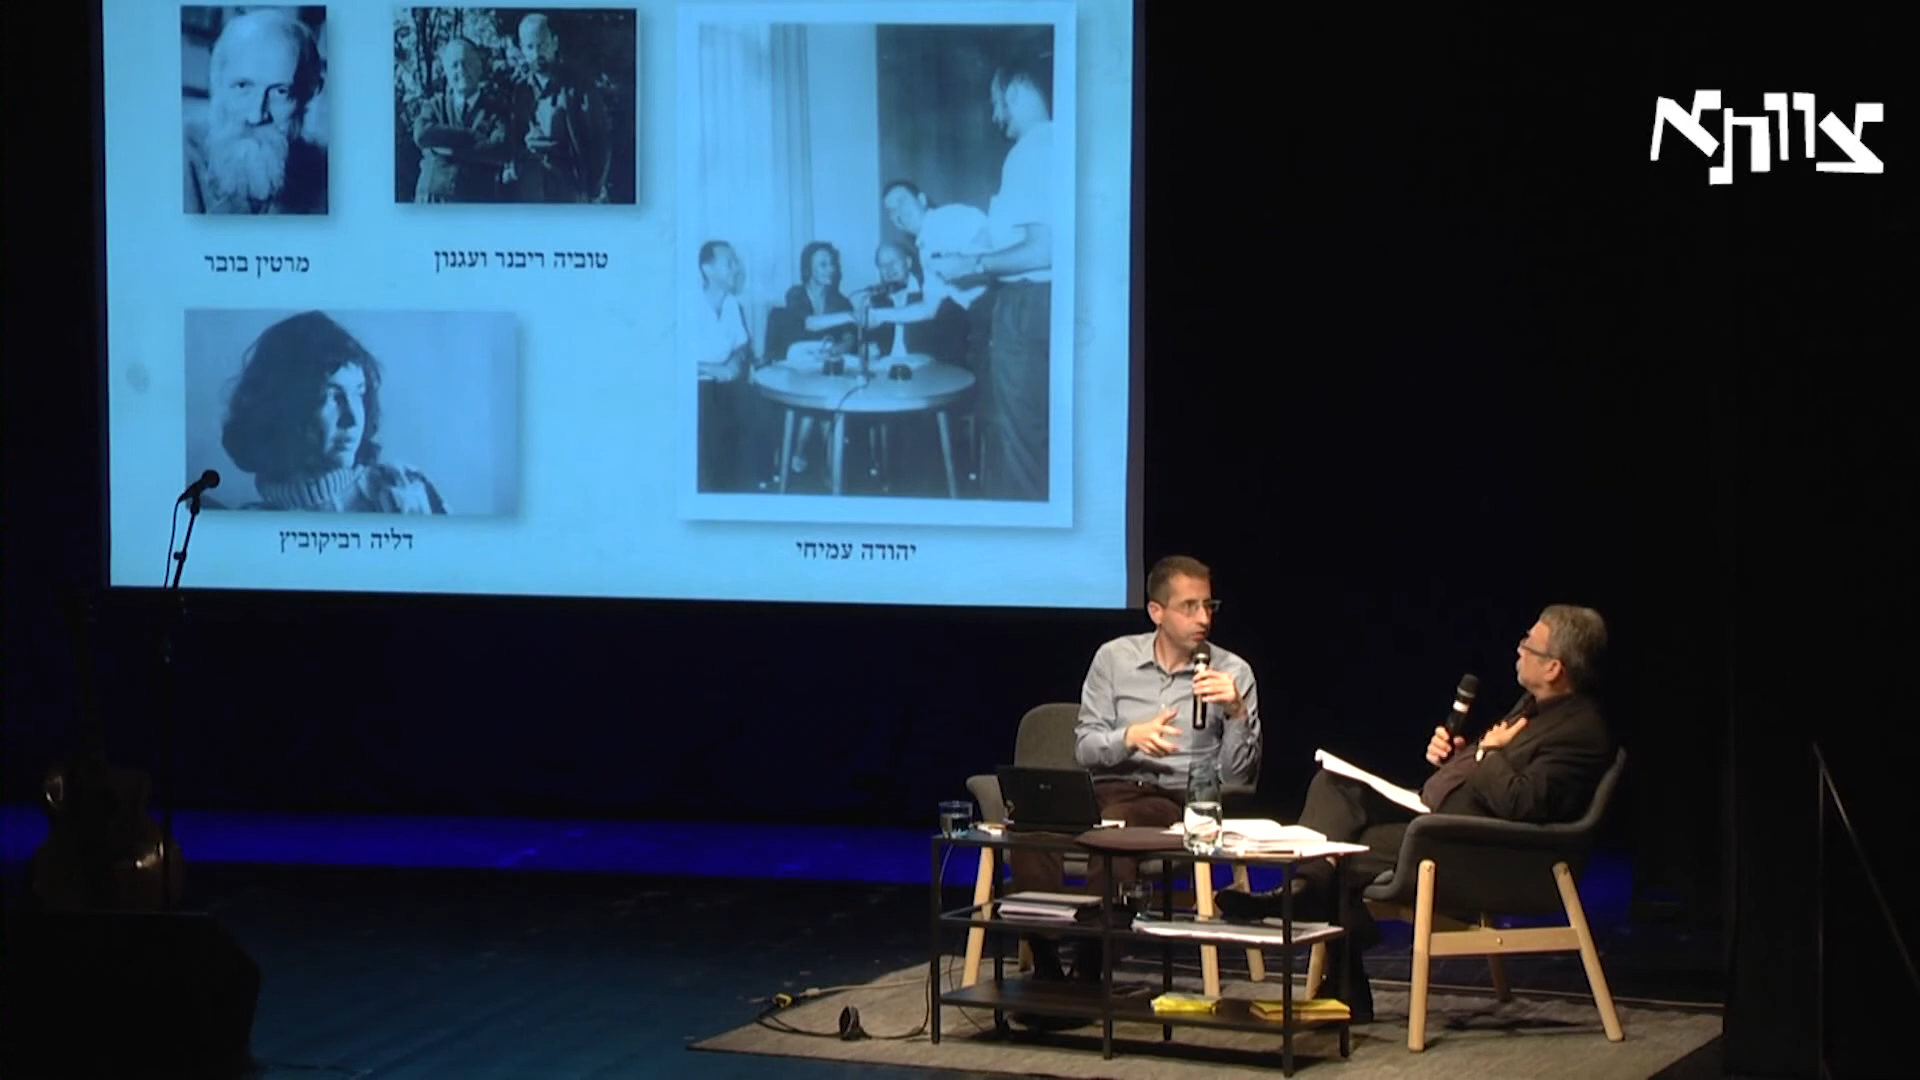 צוותא
טוביה ריבנר ועגנון
מרטין בובר
יהודה עמיחי
דליה רביקוביץ